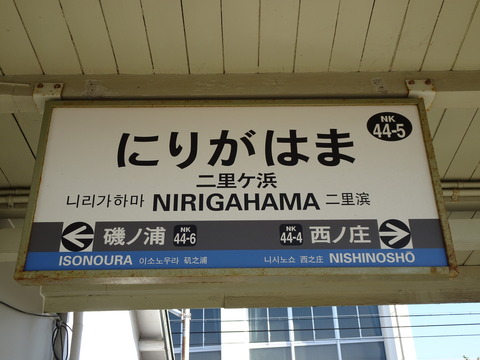 NK
44-5
にりがはま
二里ケ浜
니리가하마 NIRIGAHAMA 二里滨
磯ノ浦 NK 44-6 NK 44-4 西ノ庄
ISONOURA 이소노우라 矶之浦 니시노쇼 西之庄 NISHINOSHŌ